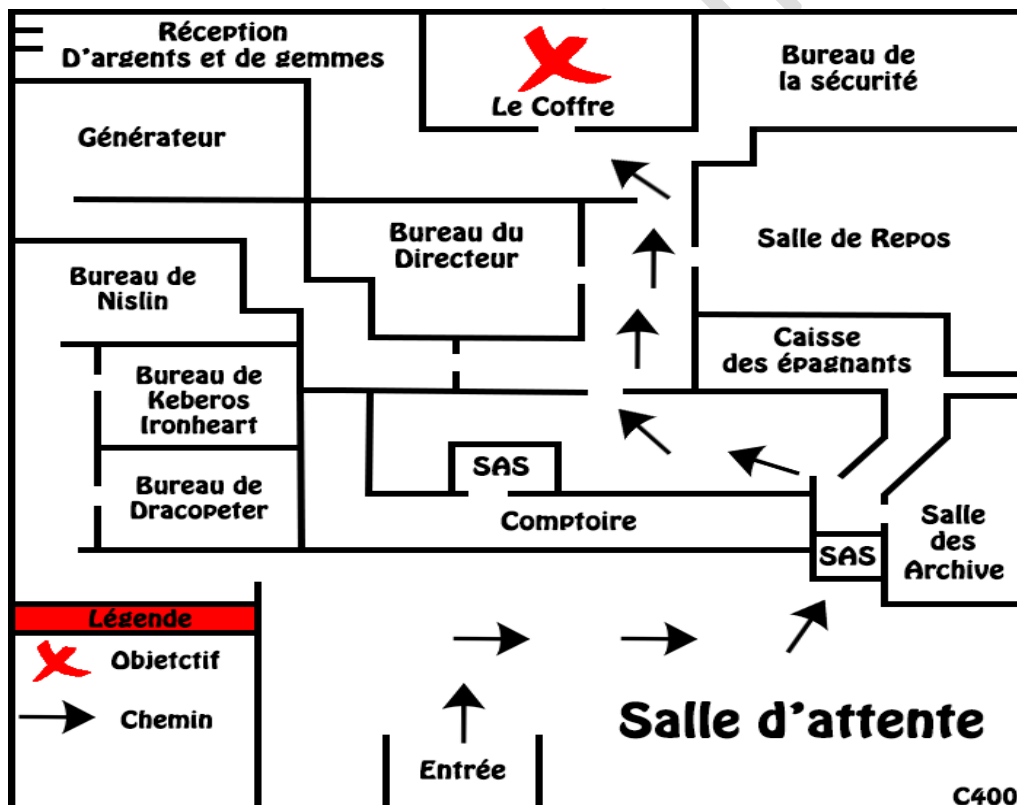 Réception
D'argents et de gemmes
Le Coffre
Bureau de
la sécurité
Générateur
Bureau du
Directeur
Salle de Repos
Bureau de
Nislin
Caisse
des épagnants
Bureau de
Keberos
Ironheart
SAS
Bureau de
Dracopeter
Comptoire
Salle
des
Archive
SAS
Légende
Objetctif
Chemin
Salle d'attente
Entrée
C400